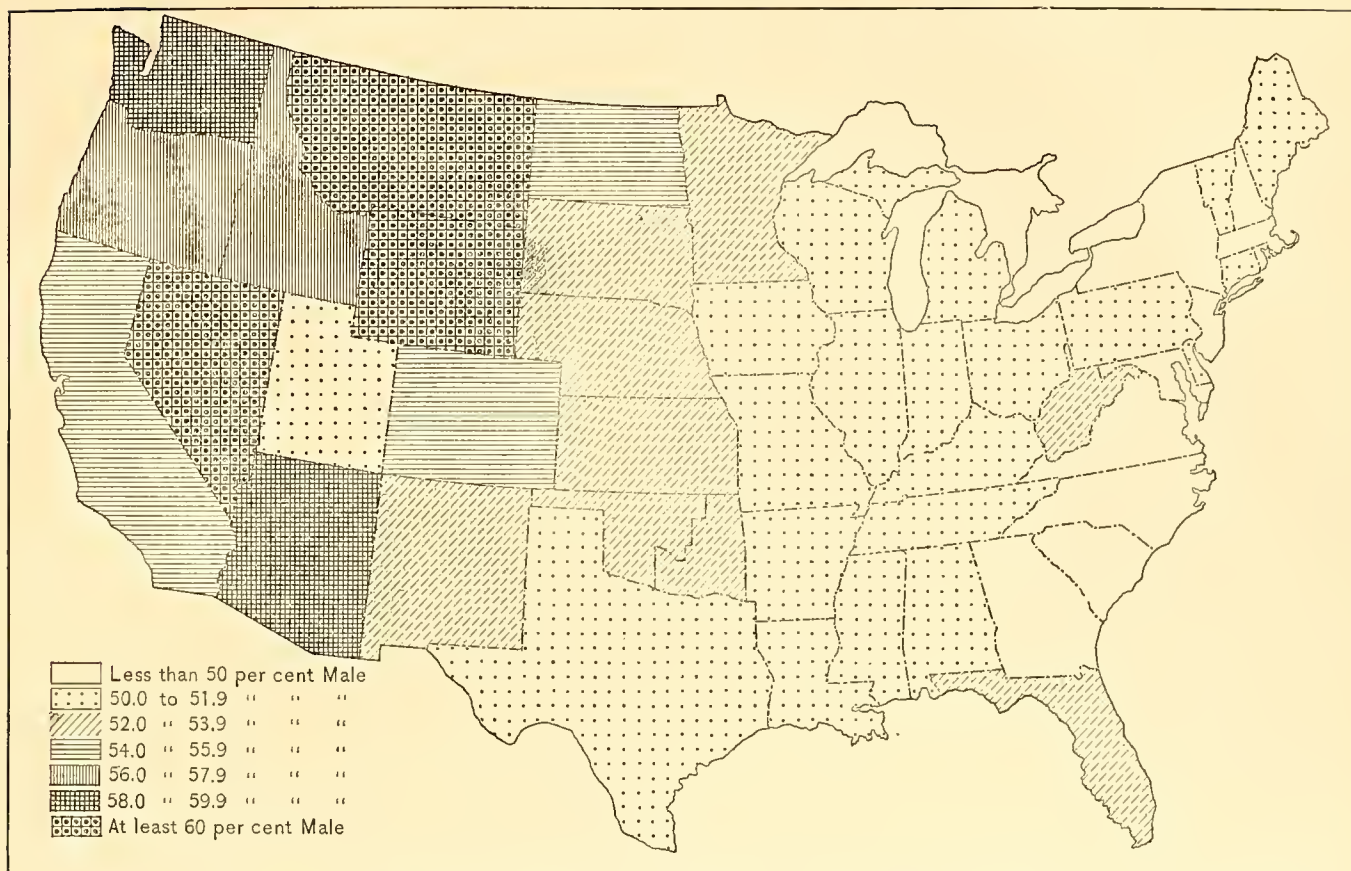 Less than 50 per cent Male
50.0 to 51.9 " " "
52.0 " 53.9 " " "
54.0 " 55.9 " " "
56.0 " 57.9 " " "
58.0 " 59.9 " " "
At least 60 per cent Male